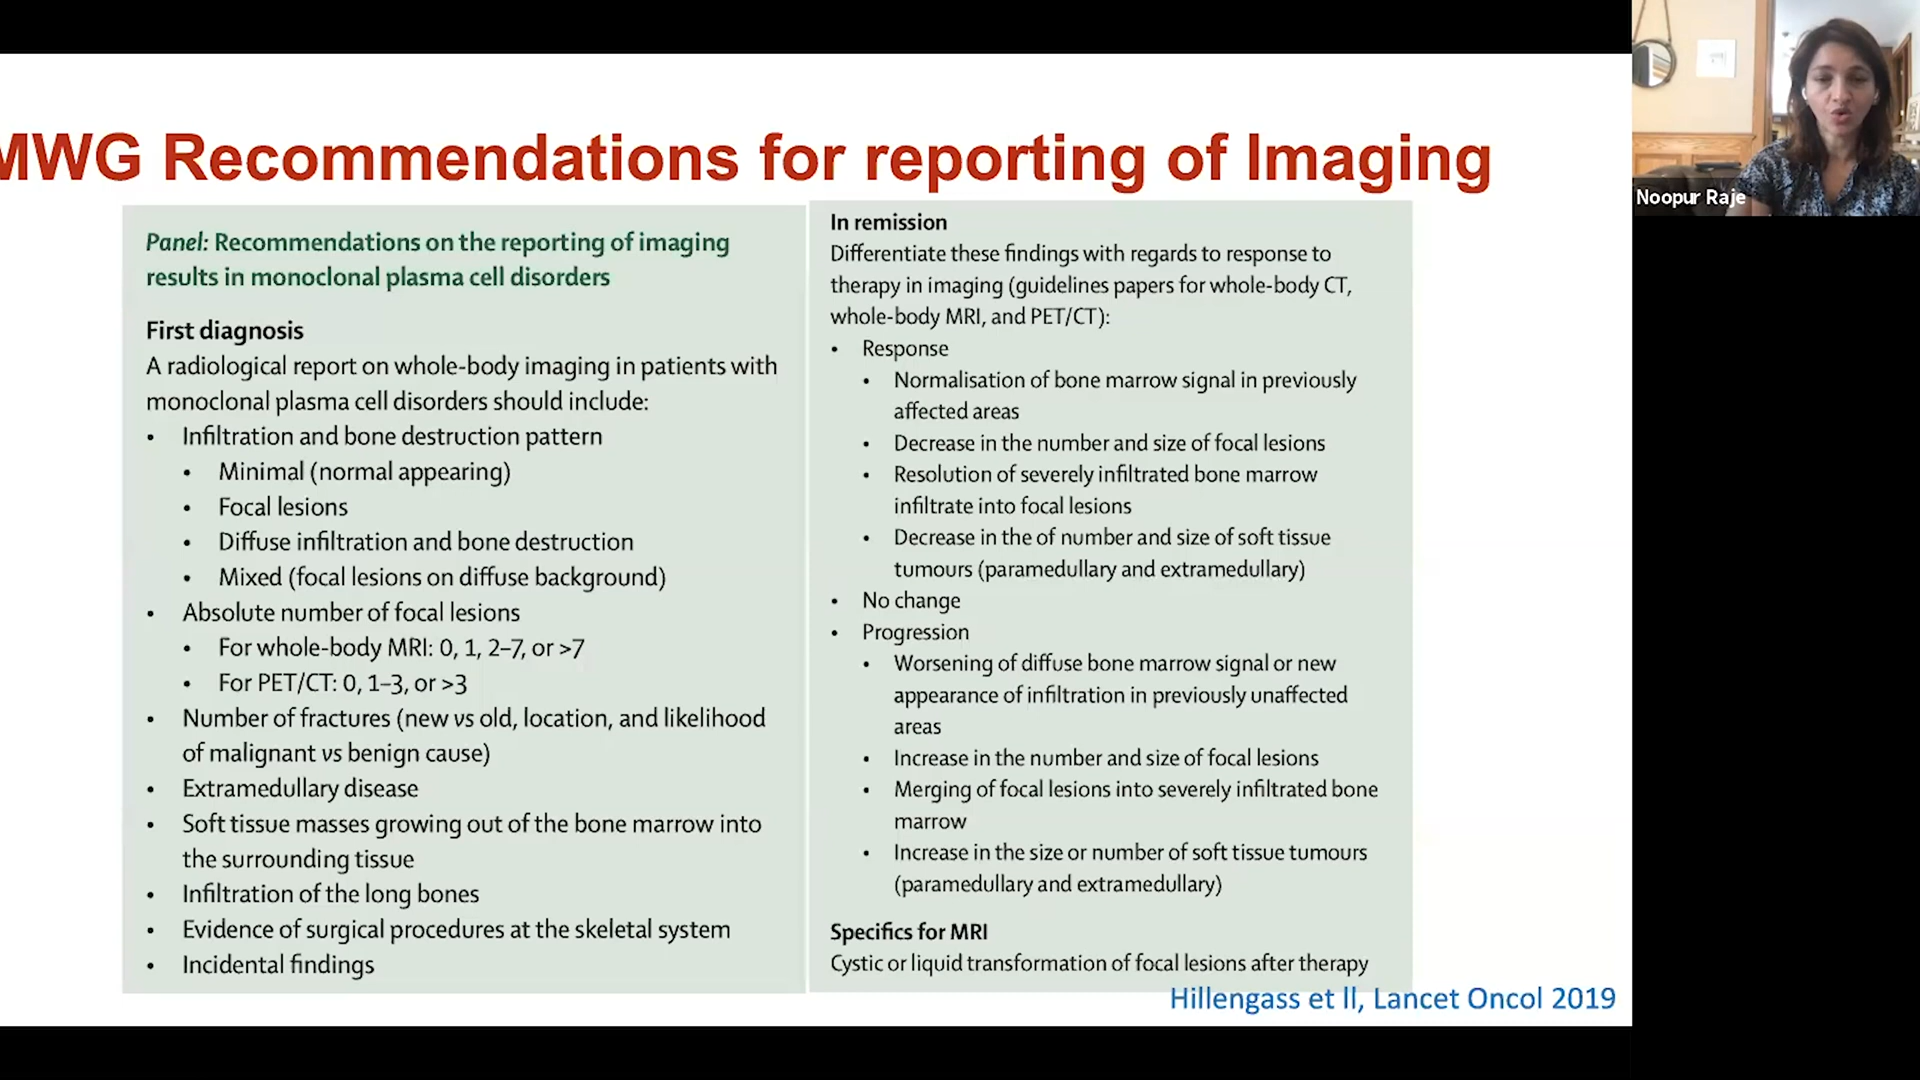 MWG Recommendations for reporting of Imaging
Noopur Raje
Panel: Recommendations on the reporting of imaging
results in monoclonal plasma cell disorders
First diagnosis
A radiological report on whole-body imaging in patients with
monoclonal plasma cell disorders should include:
• Infiltration and bone destruction pattern
• Minimal (normal appearing)
• Focal lesions
• Diffuse infiltration and bone destruction
• Mixed (focal lesions on diffuse background)
• Absolute number of focal lesions
• For whole-body MRI: 0, 1, 2–7, or >7
• For PET/CT: 0, 1–3, or >3
• Number of fractures (new vs old, location, and likelihood
of malignant vs benign cause)
• Extramedullary disease
• Soft tissue masses growing out of the bone marrow into
the surrounding tissue
• Infiltration of the long bones
• Evidence of surgical procedures at the skeletal system
• Incidental findings
In remission
Differentiate these findings with regards to response to
therapy in imaging (guidelines papers for whole-body CT,
whole-body MRI, and PET/CT):
• Response
• Normalisation of bone marrow signal in previously
affected areas
• Decrease in the number and size of focal lesions
• Resolution of severely infiltrated bone marrow
infiltrate into focal lesions
• Decrease in the of number and size of soft tissue
tumours (paramedullary and extramedullary)
• No change
• Progression
• Worsening of diffuse bone marrow signal or new
appearance of infiltration in previously unaffected
areas
• Increase in the number and size of focal lesions
• Merging of focal lesions into severely infiltrated bone
marrow
• Increase in the size or number of soft tissue tumours
(paramedullary and extramedullary)
Specifics for MRI
Cystic or liquid transformation of focal lesions after therapy
Hillengass et ll, Lancet Oncol 2019